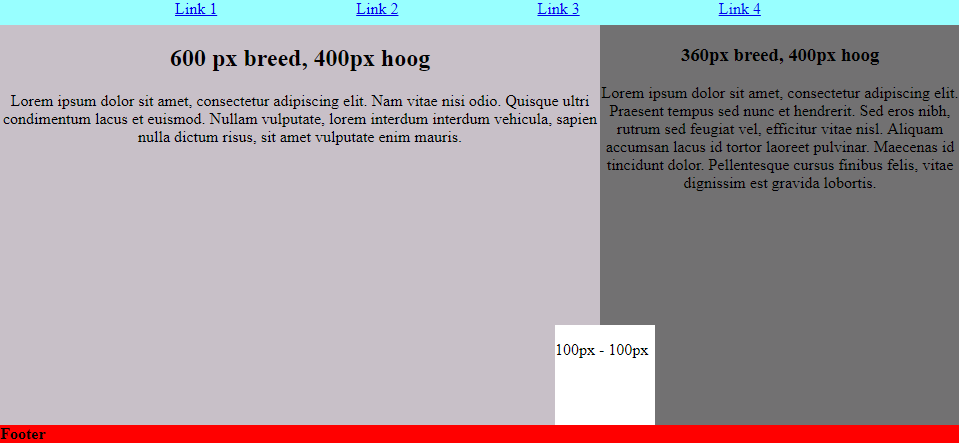 Link 1 Link 2 Link 3 Link 4
600 px breed, 400px hoog
Lorem ipsum dolor sit amet, consectetur adipiscing elit. Nam vitae nisi odio. Quisque ultri
condimentum lacus et euismod. Nullam vulputate, lorem interdum interdum vehicula, sapien
nulla dictum risus, sit amet vulputate enim mauris.
360px breed, 400px hoog
Lorem ipsum dolor sit amet, consectetur adipiscing elit.
Praesent tempus sed nunc et hendrerit. Sed eros nibh,
rutrum sed feugiat vel, efficitur vitae nisl. Aliquam
accumsan lacus id tortor laoreet pulvinar. Maecenas id
tincidunt dolor. Pellentesque cursus finibus felis, vitae
dignissim est gravida lobortis.
100px - 100px
Footer